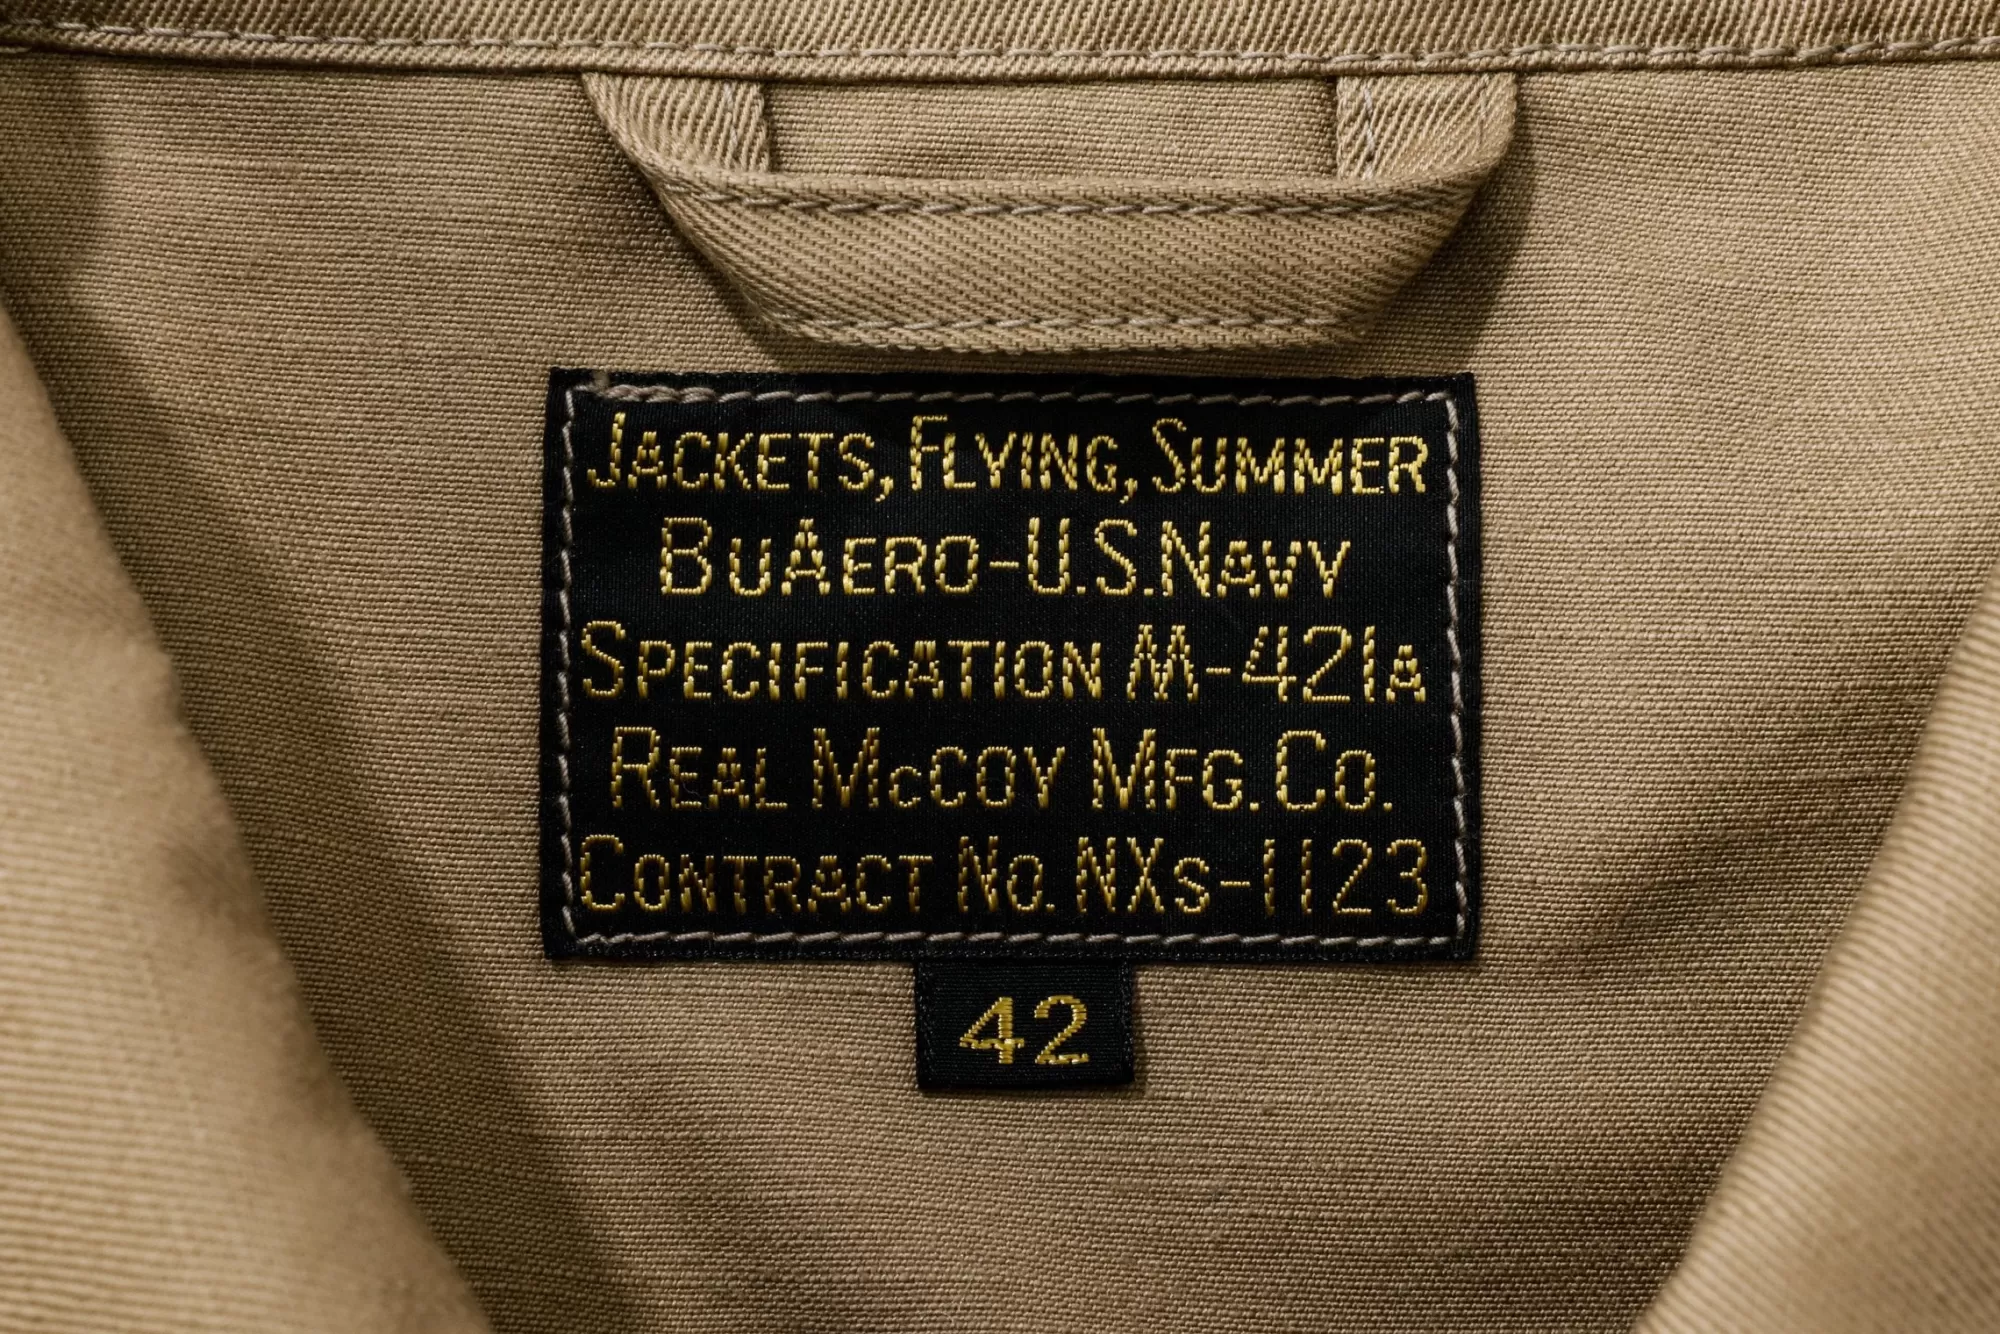 JACKETS, FLYING, SUMMER
BUAERO-U.S.NAVY
SPECIFICATION M-421A
REAL McCOY MFG. CO.
CONTRACT No. NXs-1123
42